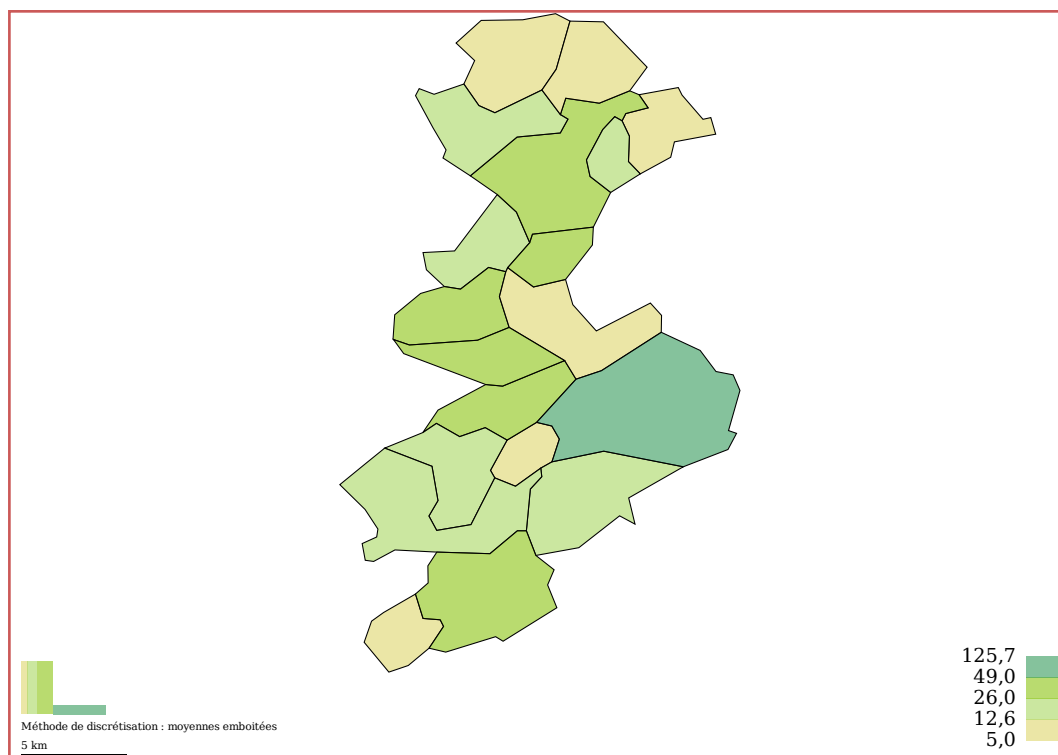 125,7
49,0
26,0
12,6
5,0
Méthode de discrétisation : moyennes emboitées
5 km